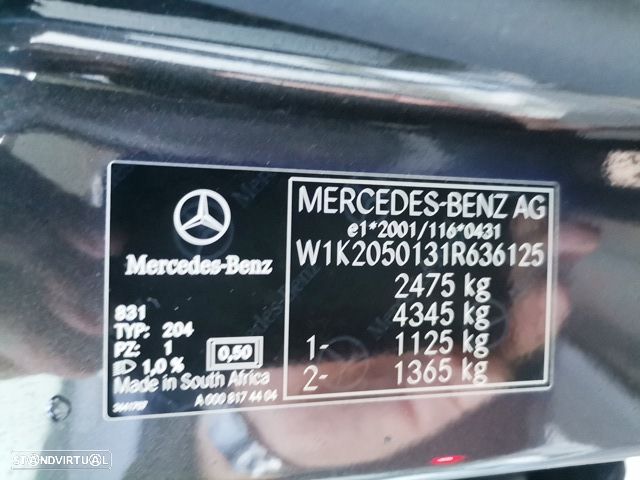 MERCEDES-BENZ AG
e1*2001/116*0431
W1K2050131R636125
2475 kg
4345 kg
1- 1125 kg
2- 1365 kg
Mercedes-Benz
831
TYP: 204
PZ: 1
1,0 %
0,50
Made in South Africa
A 000 817 44 04
STANDVIRTUAL